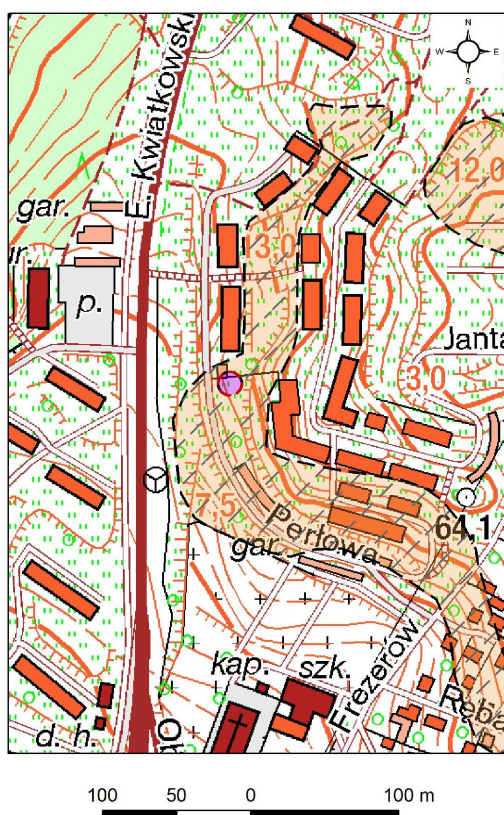 N
W E
S
E. Kwiatkowski
12,0
gar.
3,0
p.
Janta
3,0
7,5
Perłowa
64,1
gar.
Frezerów
kap.
szk.
Ręba
d. h.
100 50 0 100 m